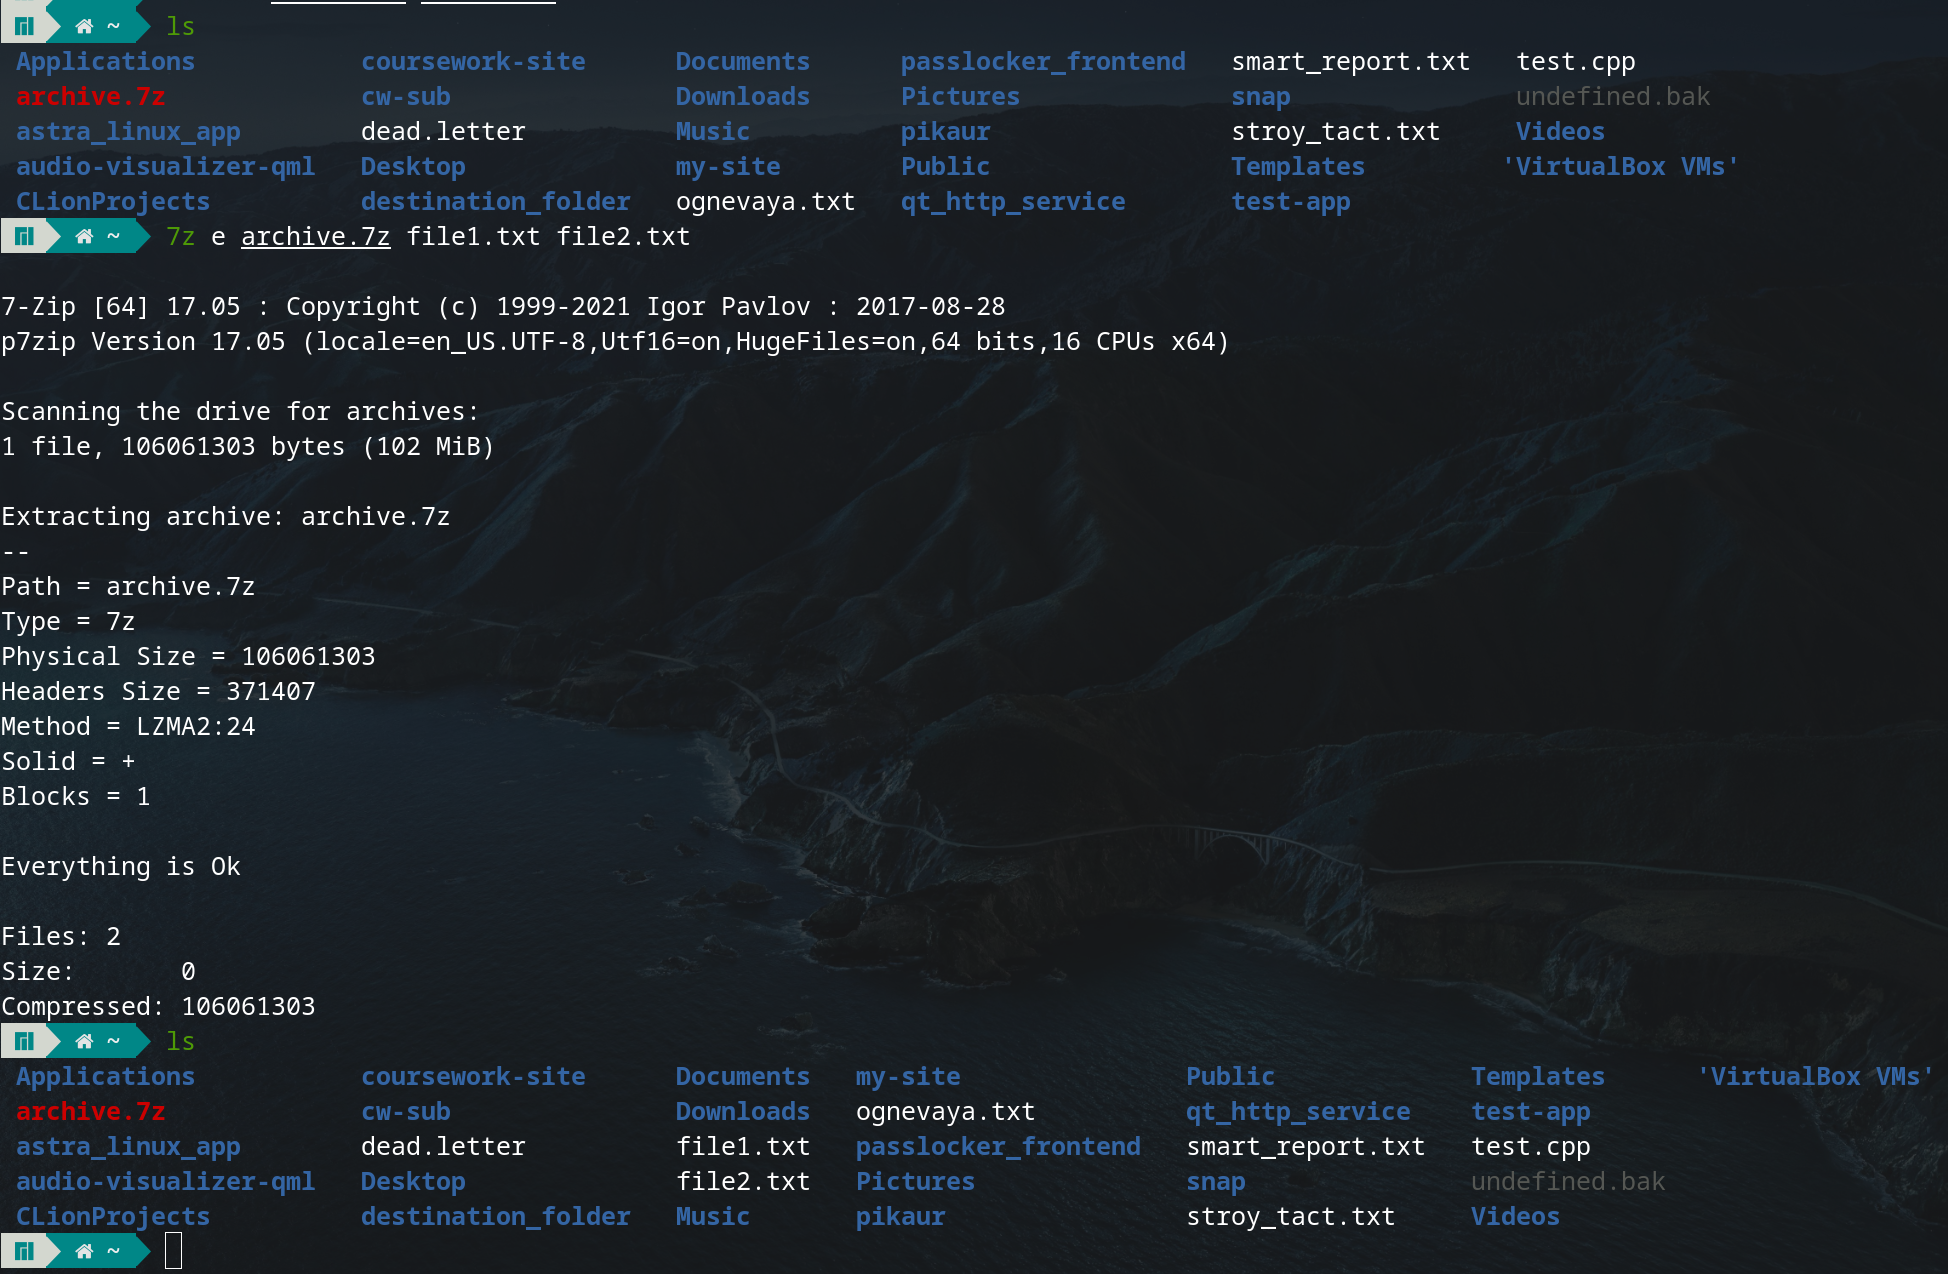 ~ ls
Applications coursework-site Documents passlocker_frontend smart_report.txt test.cpp
archive.7z cw-sub Downloads Pictures snap undefined.bak
astra_linux_app dead.letter Music pikaur stroy_tact.txt Videos
audio-visualizer-qml Desktop my-site Public Templates 'VirtualBox VMs'
CLionProjects destination_folder ognevaya.txt qt_http_service test-app
~ 7z e archive.7z file1.txt file2.txt
7-Zip [64] 17.05 : Copyright (c) 1999-2021 Igor Pavlov : 2017-08-28
p7zip Version 17.05 (locale=en_US.UTF-8,Utf16=on,HugeFiles=on,64 bits,16 CPUs x64)
Scanning the drive for archives:
1 file, 106061303 bytes (102 MiB)
Extracting archive: archive.7z
--
Path = archive.7z
Type = 7z
Physical Size = 106061303
Headers Size = 371407
Method = LZMA2:24
Solid = +
Blocks = 1
Everything is Ok
Files: 2
Size: 0
Compressed: 106061303
~ ls
Applications coursework-site Documents my-site Public Templates 'VirtualBox VMs'
archive.7z cw-sub Downloads ognevaya.txt qt_http_service test-app
astra_linux_app dead.letter file1.txt passlocker_frontend smart_report.txt test.cpp
audio-visualizer-qml Desktop file2.txt Pictures snap undefined.bak
CLionProjects destination_folder Music pikaur stroy_tact.txt Videos
~